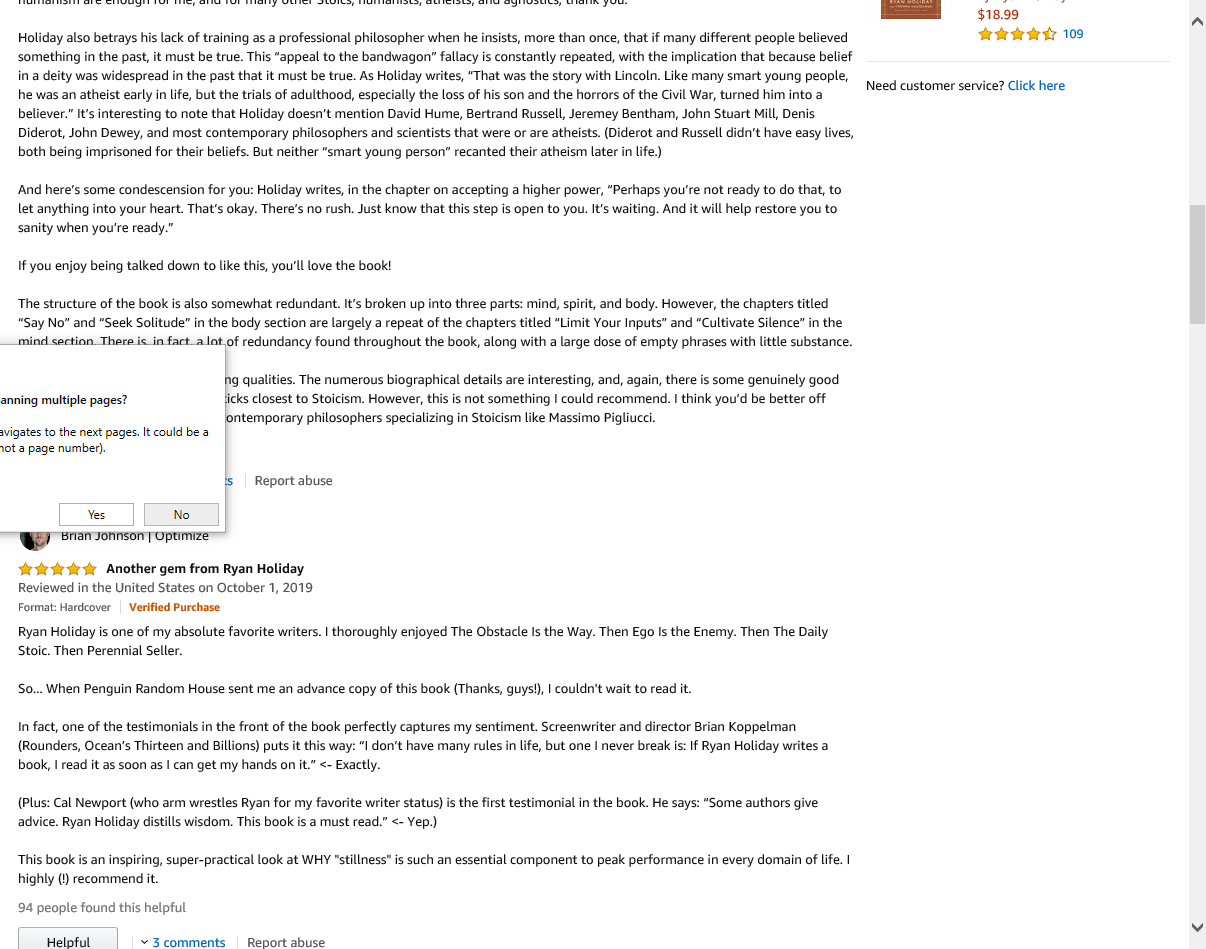 humanism are enough for me, and for many other Stoics, humanists, atheists, and agnostics, thank you.
Holiday also betrays his lack of training as a professional philosopher when he insists, more than once, that if many different people believed
something in the past, it must be true. This “appeal to the bandwagon” fallacy is constantly repeated, with the implication that because belief
in a deity was widespread in the past that it must be true. As Holiday writes, “That was the story with Lincoln. Like many smart young people,
he was an atheist early in life, but the trials of adulthood, especially the loss of his son and the horrors of the Civil War, turned him into a
believer.” It’s interesting to note that Holiday doesn’t mention David Hume, Bertrand Russell, Jeremey Bentham, John Stuart Mill, Denis
Diderot, John Dewey, and most contemporary philosophers and scientists that were or are atheists. (Diderot and Russell didn’t have easy lives,
both being imprisoned for their beliefs. But neither “smart young person” recanted their atheism later in life.)
And here’s some condescension for you: Holiday writes, in the chapter on accepting a higher power, “Perhaps you’re not ready to do that, to
let anything into your heart. That’s okay. There’s no rush. Just know that this step is open to you. It’s waiting. And it will help restore you to
sanity when you’re ready.”
If you enjoy being talked down to like this, you’ll love the book!
The structure of the book is also somewhat redundant. It’s broken up into three parts: mind, spirit, and body. However, the chapters titled
“Say No” and “Seek Solitude” in the body section are largely a repeat of the chapters titled “Limit Your Inputs” and “Cultivate Silence” in the
mind section. There is, in fact, a lot of redundancy found throughout the book, along with a large dose of empty phrases with little substance.
ng qualities. The numerous biographical details are interesting, and, again, there is some genuinely good
icks closest to Stoicism. However, this is not something I could recommend. I think you’d be better off
ontemporary philosophers specializing in Stoicism like Massimo Pigliucci.
anning multiple pages?
avigates to the next pages. It could be a
not a page number).
Yes No
ts Report abuse
Brian Johnson | Optimize
Another gem from Ryan Holiday
Reviewed in the United States on October 1, 2019
Format: Hardcover Verified Purchase
Ryan Holiday is one of my absolute favorite writers. I thoroughly enjoyed The Obstacle Is the Way. Then Ego Is the Enemy. Then The Daily
Stoic. Then Perennial Seller.
So... When Penguin Random House sent me an advance copy of this book (Thanks, guys!), I couldn't wait to read it.
In fact, one of the testimonials in the front of the book perfectly captures my sentiment. Screenwriter and director Brian Koppelman
(Rounders, Ocean’s Thirteen and Billions) puts it this way: “I don’t have many rules in life, but one I never break is: If Ryan Holiday writes a
book, I read it as soon as I can get my hands on it.” <- Exactly.
(Plus: Cal Newport (who arm wrestles Ryan for my favorite writer status) is the first testimonial in the book. He says: “Some authors give
advice. Ryan Holiday distills wisdom. This book is a must read.” <- Yep.)
This book is an inspiring, super-practical look at WHY "stillness" is such an essential component to peak performance in every domain of life. I
highly (!) recommend it.
94 people found this helpful
Helpful 3 comments Report abuse
RYAN HOLIDAY
$18.99
109
Need customer service? Click here